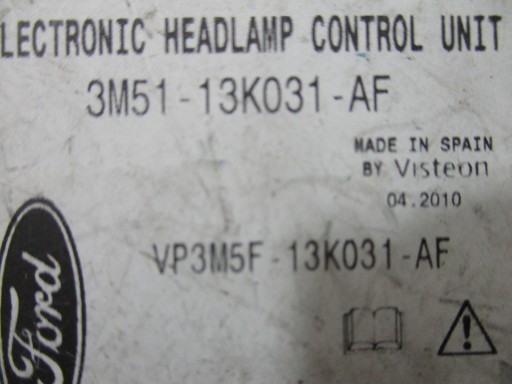 LECTRONIC HEADLAMP CONTROL UNIT
3M51-13K031-AF
MADE IN SPAIN
BY Visteon
04.2010
VP3M5F-13K031-AF
Ford